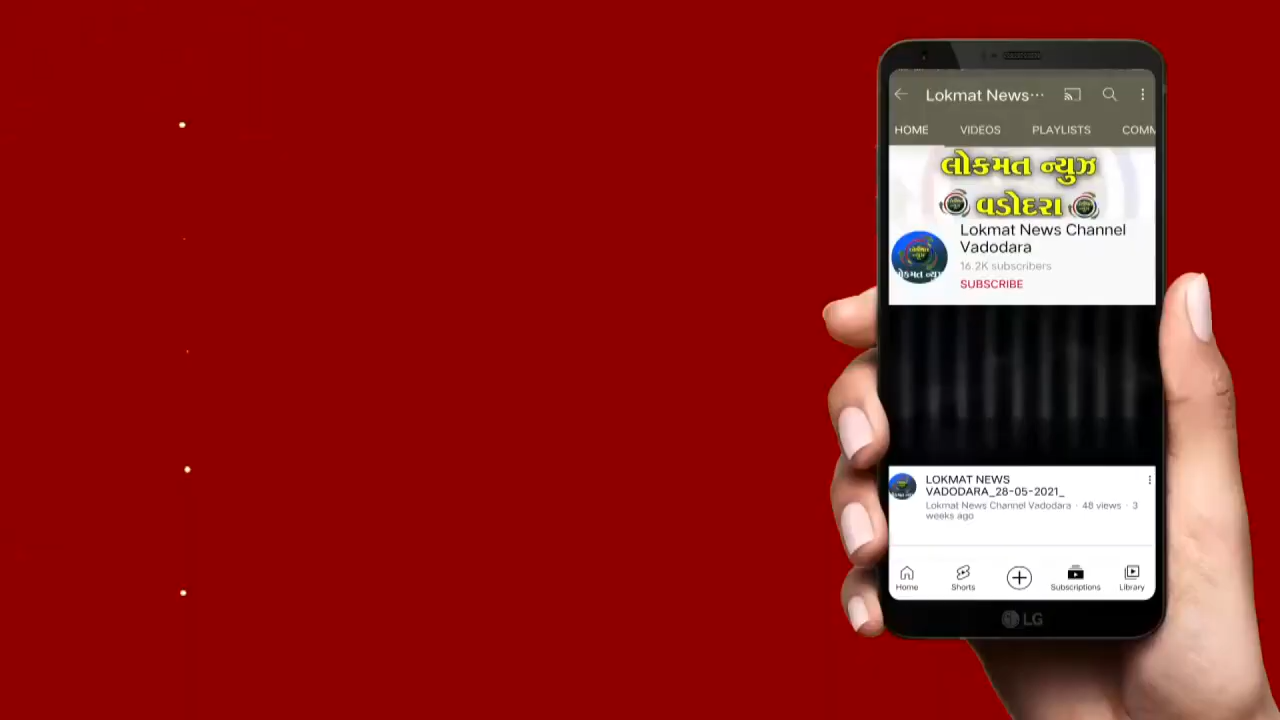 Lokmat News...
HOME VIDEOS PLAYLISTS COMM
લોકમત ન્યુઝ
વડોદરા
Lokmat News Channel
Vadodara
16.2K subscribers
SUBSCRIBE
LOKMAT NEWS
VADODARA_28-05-2021_
Lokmat News Channel Vadodara · 48 views · 3
weeks ago
Home Shorts Subscriptions Library
LG